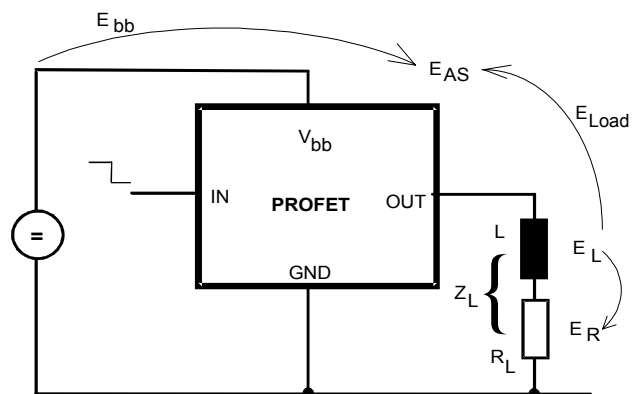 E bb
E AS
E Load
V bb
IN
PROFET
OUT
=
L
E L
GND
Z L
{
E R
R L